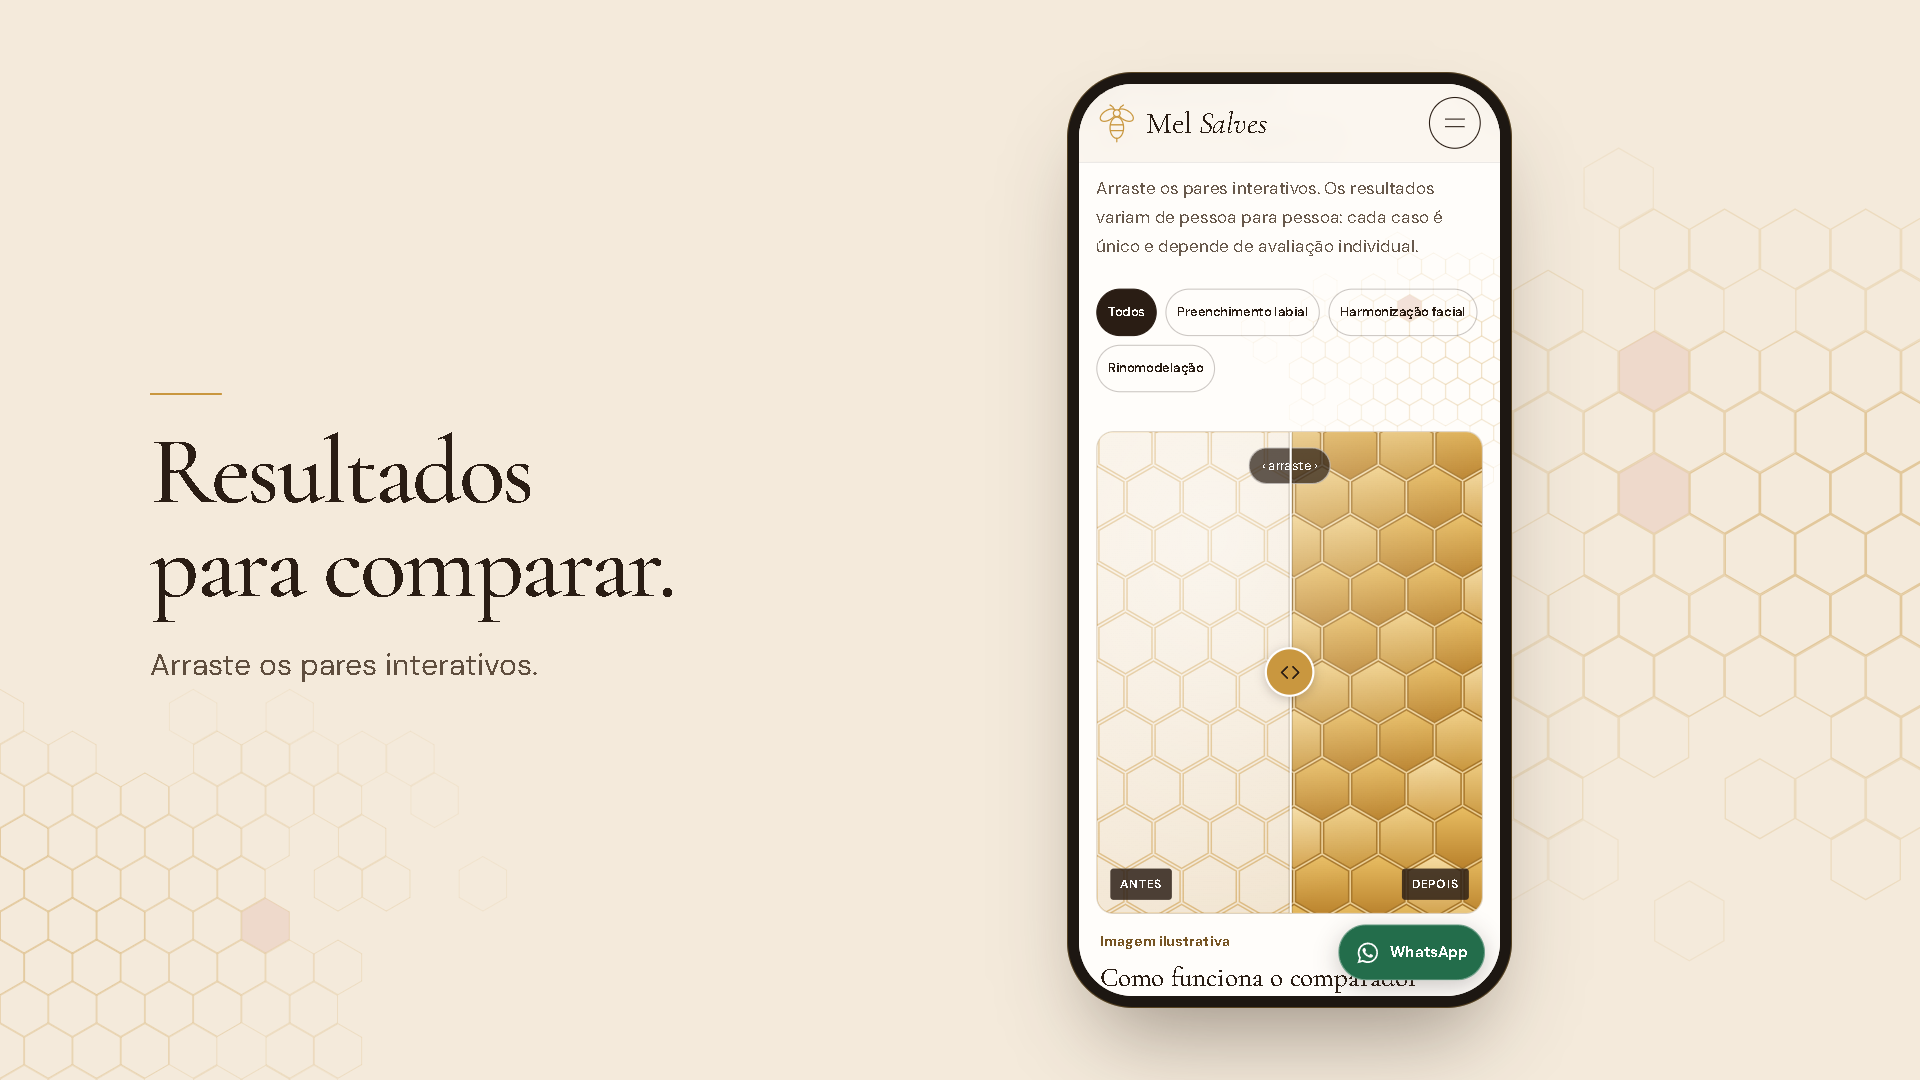 Resultados
para comparar.
Arraste os pares interativos.
Mel Salves
Arraste os pares interativos. Os resultados
variam de pessoa para pessoa: cada caso é
único e depende de avaliação individual.
Todos
Preenchimento labial
Harmonização facial
Rinomodelação
‹ arraste ›
ANTES
DEPOIS
Imagem ilustrativa
WhatsApp
Como funciona o comparador